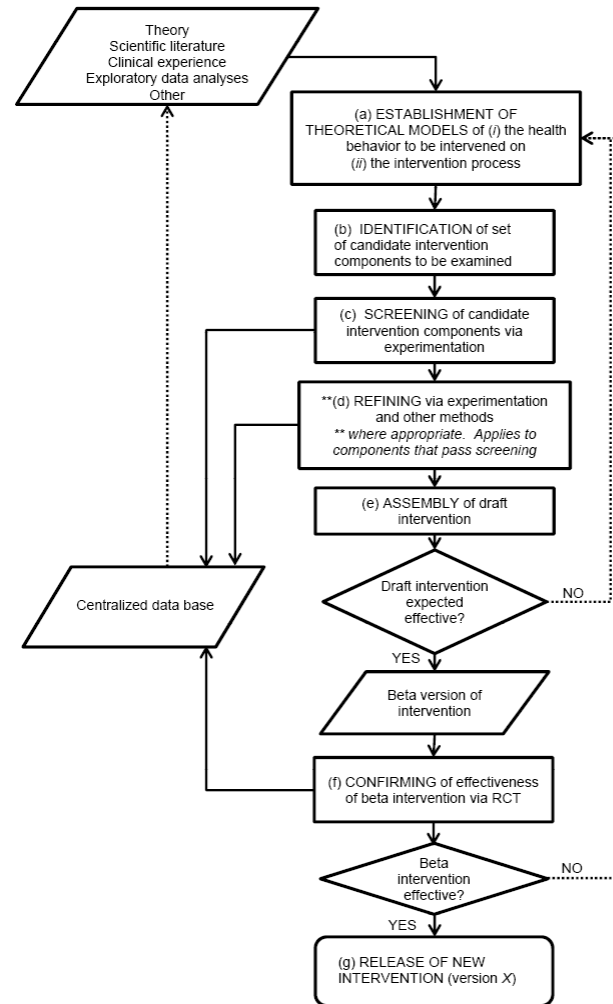 Theory
Scientific literature
Clinical experience
Exploratory data analyses
Other
(a) ESTABLISHMENT OF
THEORETICAL MODELS of (i) the health
behavior to be intervened on
(ii) the intervention process
(b) IDENTIFICATION of set
of candidate intervention
components to be examined
(c) SCREENING of candidate
intervention components via
experimentation
**(d) REFINING via experimentation
and other methods
** where appropriate. Applies to
components that pass screening
(e) ASSEMBLY of draft
intervention
Centralized data base
Draft intervention
expected
effective?
NO
YES
Beta version of
intervention
(f) CONFIRMING of effectiveness
of beta intervention via RCT
Beta
intervention
effective?
NO
YES
(g) RELEASE OF NEW
INTERVENTION (version X)